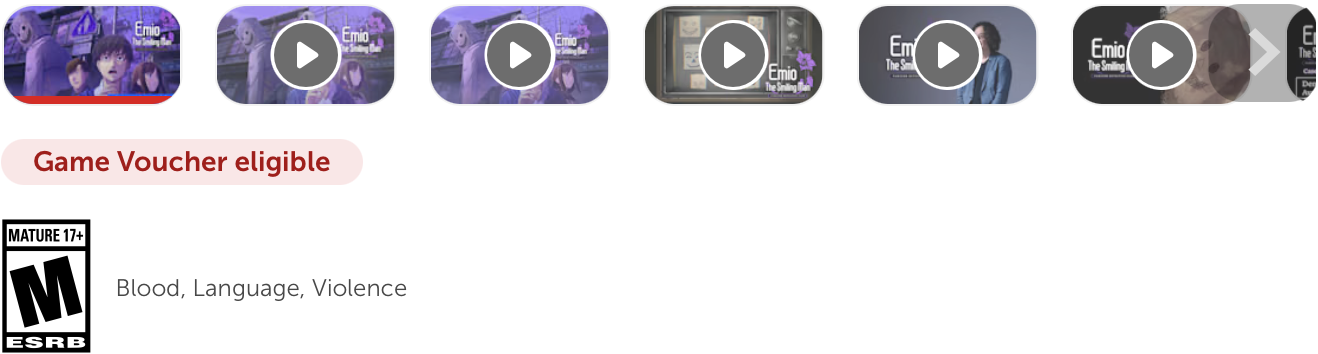 Emio
The Smiling Man
Emio
The Smiling Man
Emio
The Smiling Man
Emio
The Smiling Man
Emio
The Smiling Man
Emio
The Smiling Man
Game Voucher eligible
MATURE 17+
M
ESRB
Blood, Language, Violence